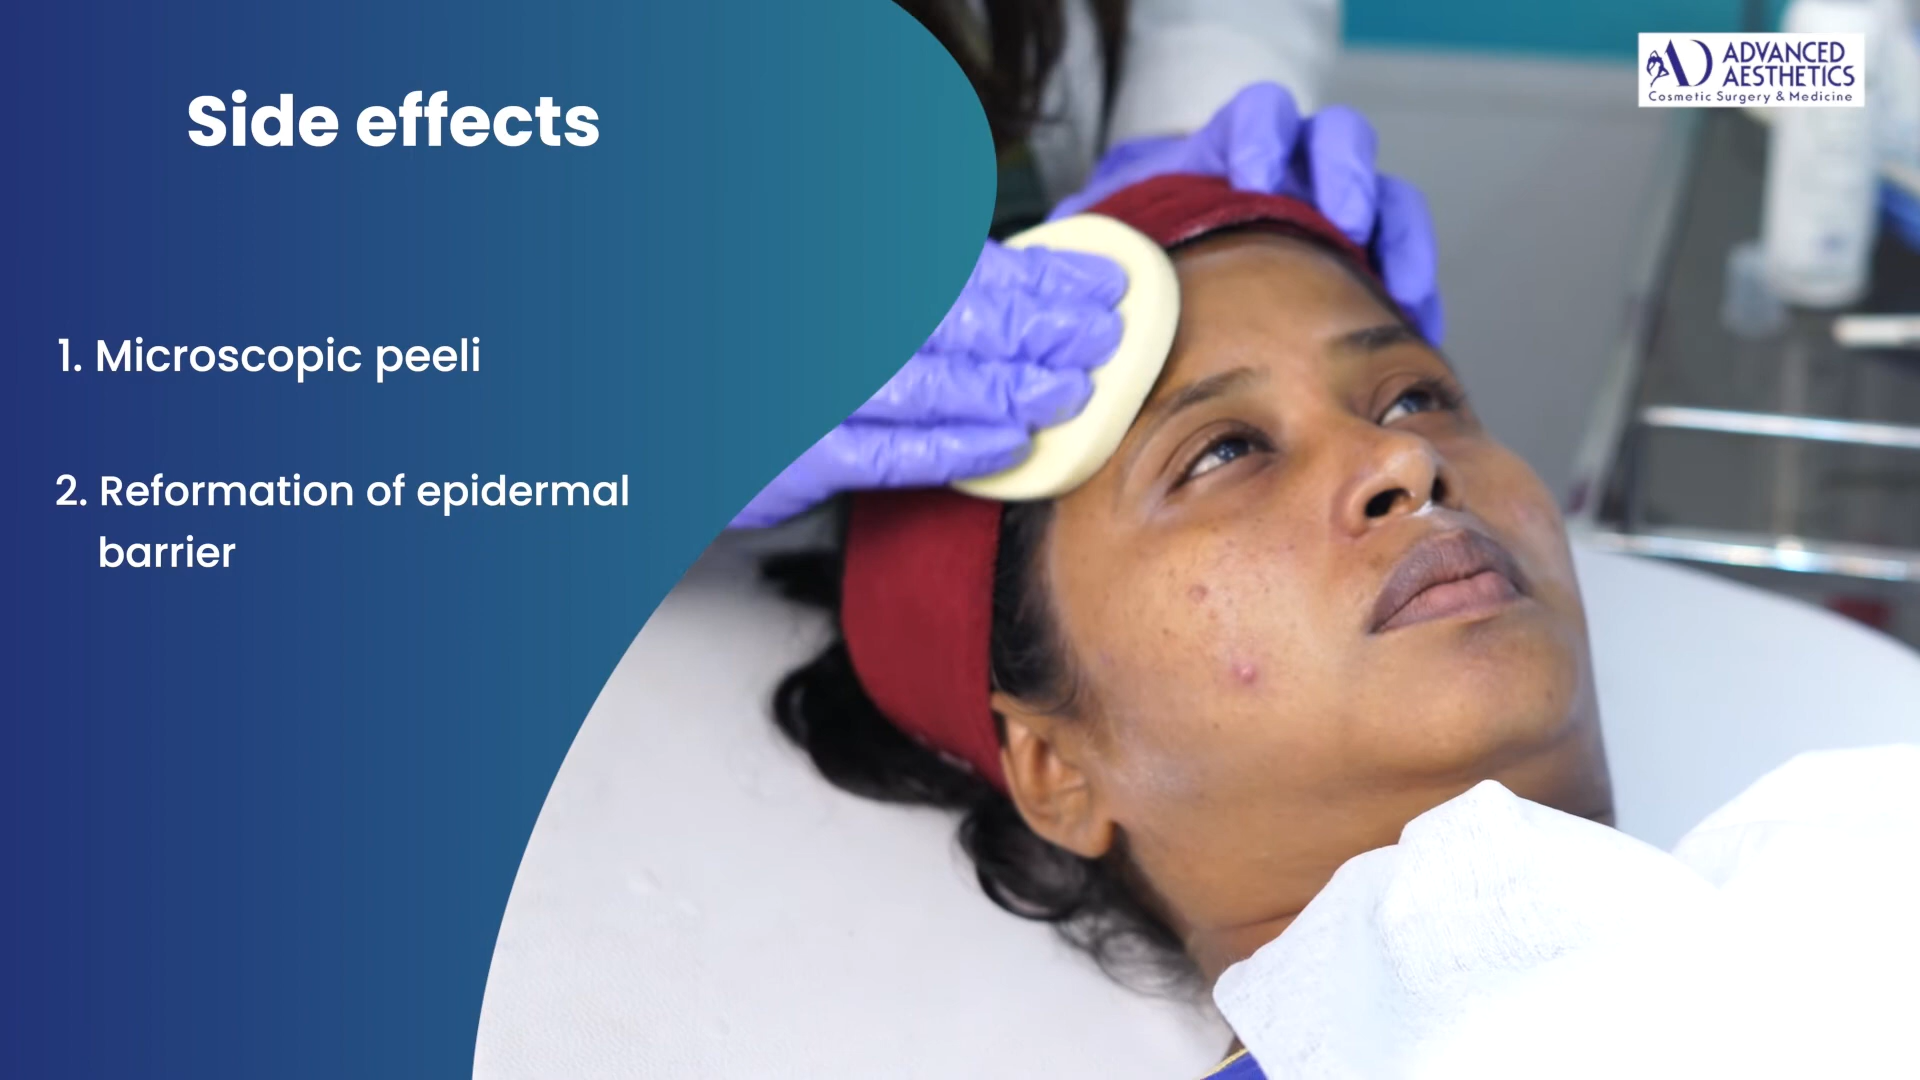 Side effects
1. Microscopic peeli
2. Reformation of epidermal
barrier
ADVANCED
AESTHETICS
Cosmetic Surgery & Medicine